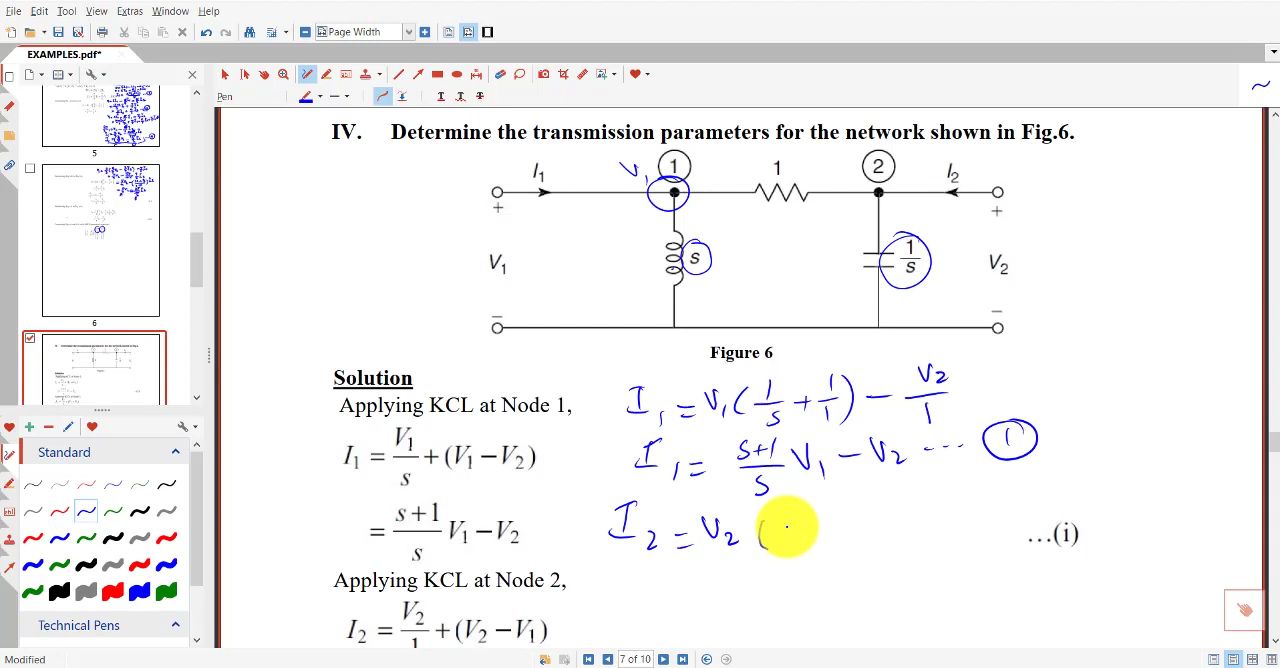 File Edit Tool View Extras Window Help
Page Width
EXAMPLES.pdf*
Pen
5
6
Standard
Technical Pens
IV. Determine the transmission parameters for the network shown in Fig.6.
V1
I1 1 1 2 I2
+ +
V1 s 1/s V2
− −
Figure 6
Solution
Applying KCL at Node 1,
I1 = V1/s + (V1 − V2)
= s+1/s V1 − V2 …(i)
Applying KCL at Node 2,
I2 = V2/1 + (V2 − V1)
I1 = V1 (1/s + 1/1) − V2/1
I1 = s+1/s V1 − V2 ... 1
I2 = V2 (
Modified
7 of 10